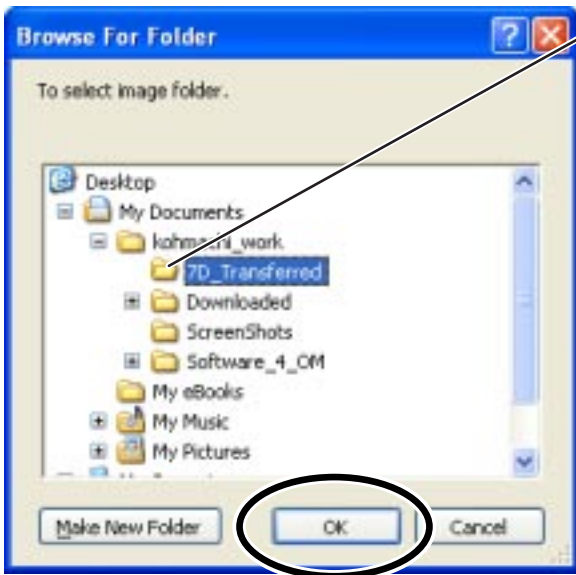 Browse For Folder
To select image folder.
Desktop
My Documents
kohmachi_work
7D_Transferred
Downloaded
ScreenShots
Software_4_OM
My eBooks
My Music
My Pictures
Make New Folder
OK
Cancel